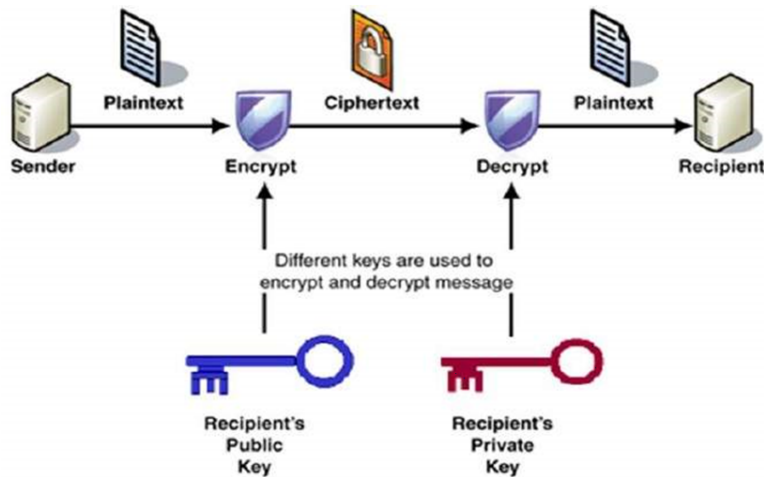 Plaintext
Ciphertext
Plaintext
Sender
Encrypt
Decrypt
Recipient
Different keys are used to
encrypt and decrypt message
Recipient's
Public
Key
Recipient's
Private
Key